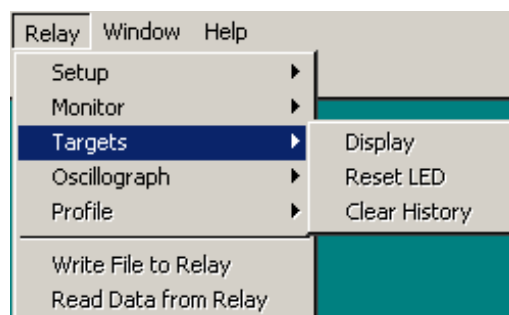 Relay Window Help
Setup
Monitor
Targets
Oscillograph
Profile
Write File to Relay
Read Data from Relay
Display
Reset LED
Clear History